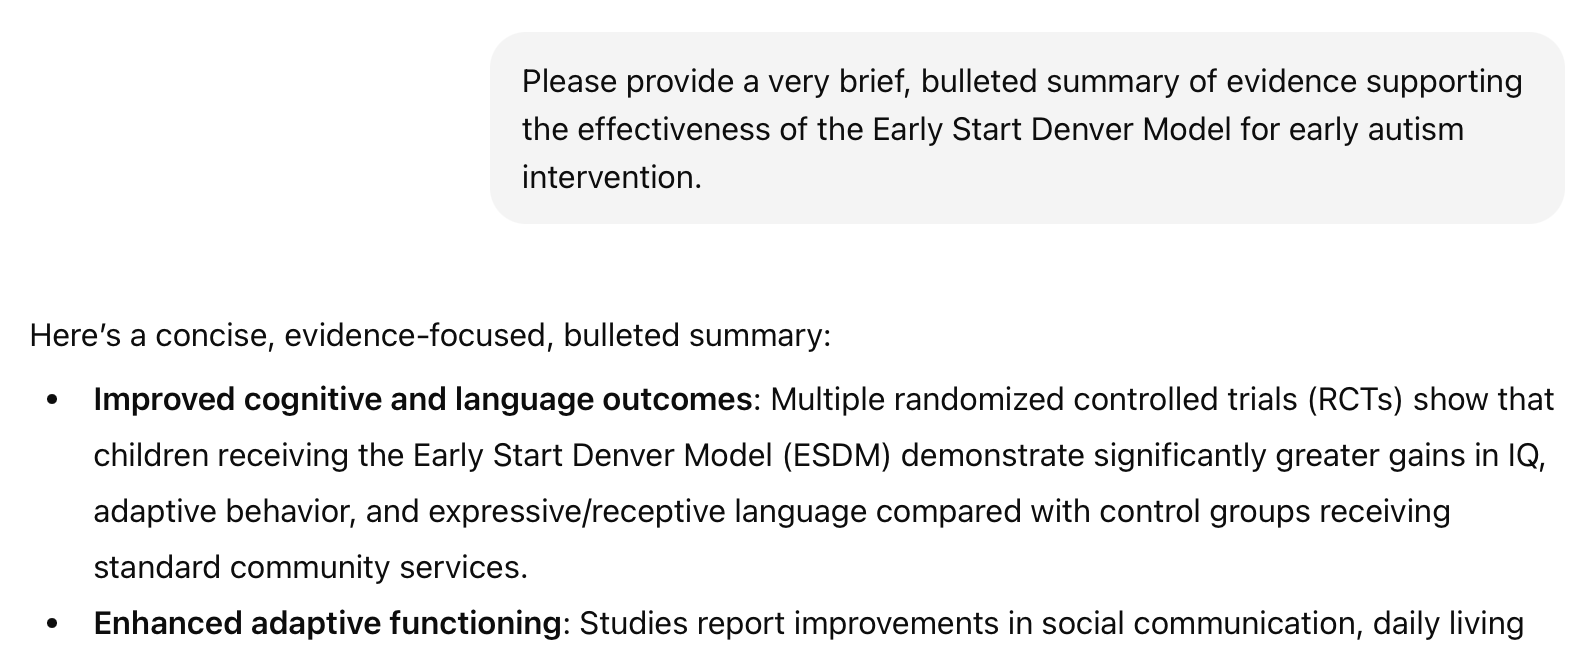 Please provide a very brief, bulleted summary of evidence supporting
the effectiveness of the Early Start Denver Model for early autism
intervention.
Here’s a concise, evidence-focused, bulleted summary:
• Improved cognitive and language outcomes: Multiple randomized controlled trials (RCTs) show that
children receiving the Early Start Denver Model (ESDM) demonstrate significantly greater gains in IQ,
adaptive behavior, and expressive/receptive language compared with control groups receiving
standard community services.
• Enhanced adaptive functioning: Studies report improvements in social communication, daily living